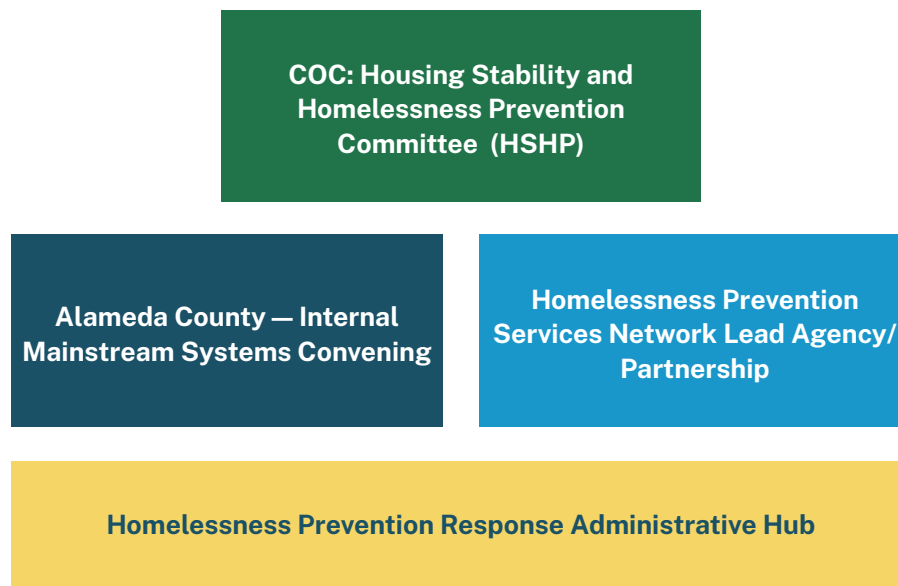 COC: Housing Stability and
Homelessness Prevention
Committee (HSHP)
Alameda County — Internal
Mainstream Systems Convening
Homelessness Prevention
Services Network Lead Agency/
Partnership
Homelessness Prevention Response Administrative Hub